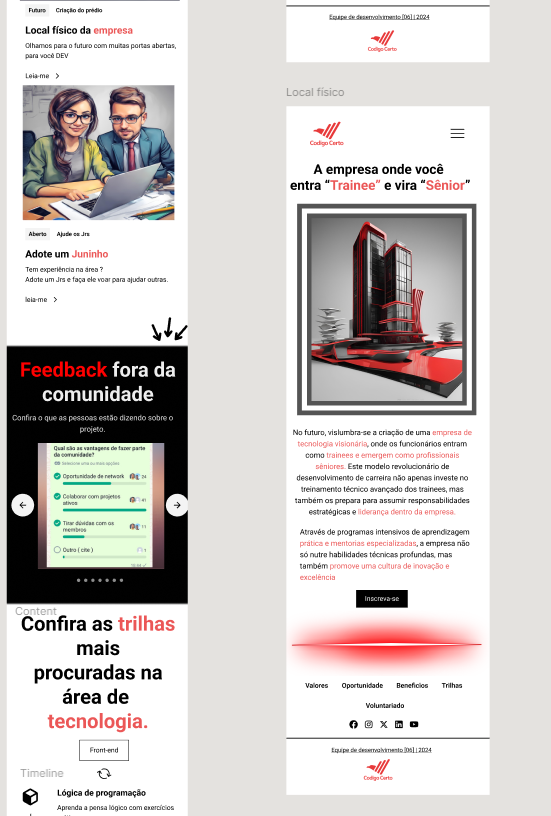 Futuro Criação do prédio
Local físico da empresa
Olhamos para o futuro com muitas portas abertas,
para você DEV
Leia-me
Aberto Ajude os Jrs
Adote um Juninho
Tem experiência na área ?
Adote um Jrs e faça ele voar para ajudar outras.
leia-me
Feedback fora da
comunidade
Confira o que as pessoas estão dizendo sobre o
projeto.
Qual são as vantagens de fazer parte
da comunidade?
Selecione uma ou mais opções
Oportunidade de network 24
Colaborar com projetos
ativos
41
Tirar dúvidas com os
membros
11
Outro ( cite ) 1
Content
Confira as trilhas
mais
procuradas na
área de
tecnologia.
Front-end
Timeline
Lógica de programação
Aprenda a pensa lógico com exercícios
Equipe de desenvolvimento [06] | 2024
Codigo Certo
Local físico
Codigo Certo
A empresa onde você
entra “Trainee” e vira “Sênior”
No futuro, vislumbra-se a criação de uma empresa de
tecnologia visionária, onde os funcionários entram
como trainees e emergem como profissionais
sêniores. Este modelo revolucionário de
desenvolvimento de carreira não apenas investe no
treinamento técnico avançado dos trainees, mas
também os prepara para assumir responsabilidades
estratégicas e liderança dentro da empresa.
Através de programas intensivos de aprendizagem
prática e mentorias especializadas, a empresa não
só nutre habilidades técnicas profundas, mas
também promove uma cultura de inovação e
excelência
Inscreva-se
Valores Oportunidade Beneficios Trilhas
Voluntariado
Equipe de desenvolvimento [06] | 2024
Codigo Certo